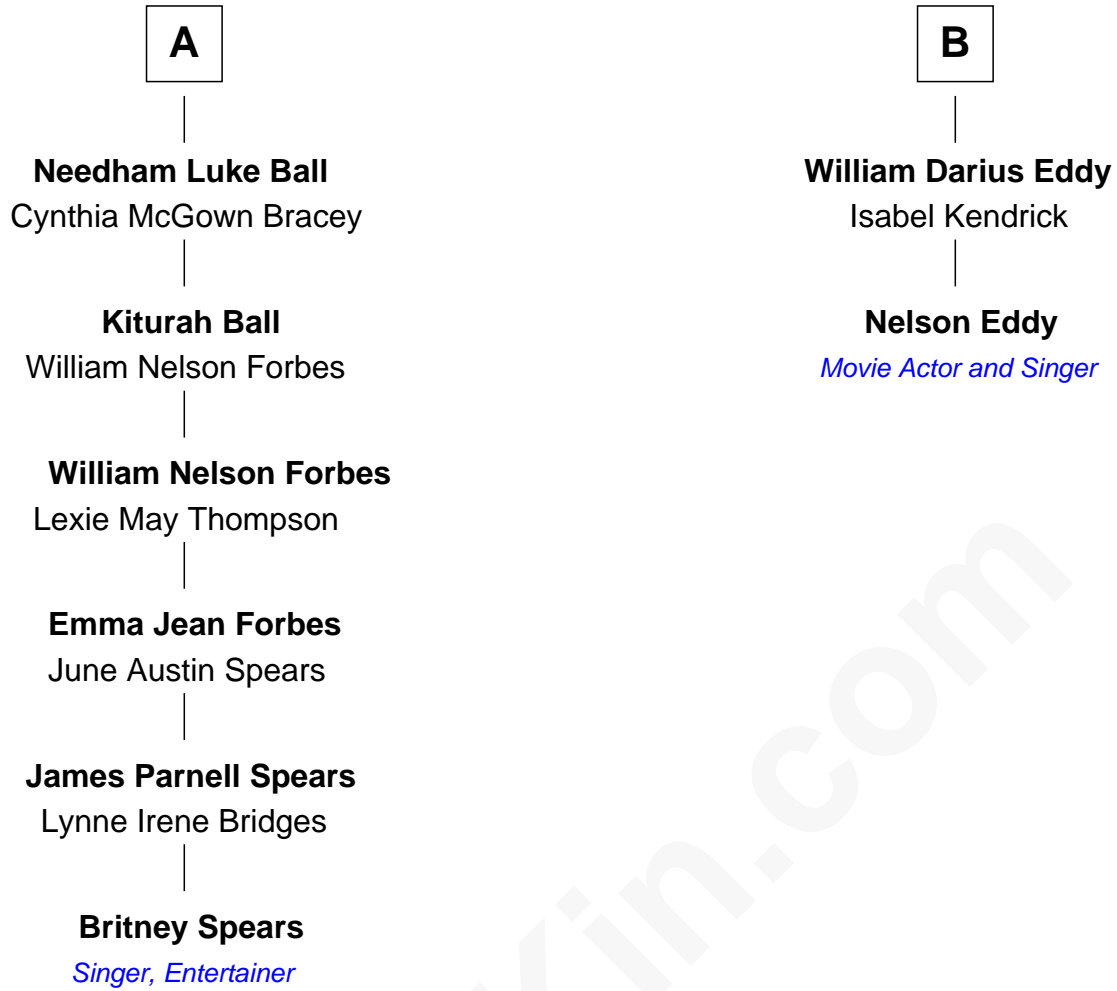 A
Needham Luke Ball
Cynthia McGown Bracey
Kiturah Ball
William Nelson Forbes
William Nelson Forbes
Lexie May Thompson
Emma Jean Forbes
June Austin Spears
James Parnell Spears
Lynne Irene Bridges
Britney Spears
Singer, Entertainer
B
William Darius Eddy
Isabel Kendrick
Nelson Eddy
Movie Actor and Singer
Kin.com